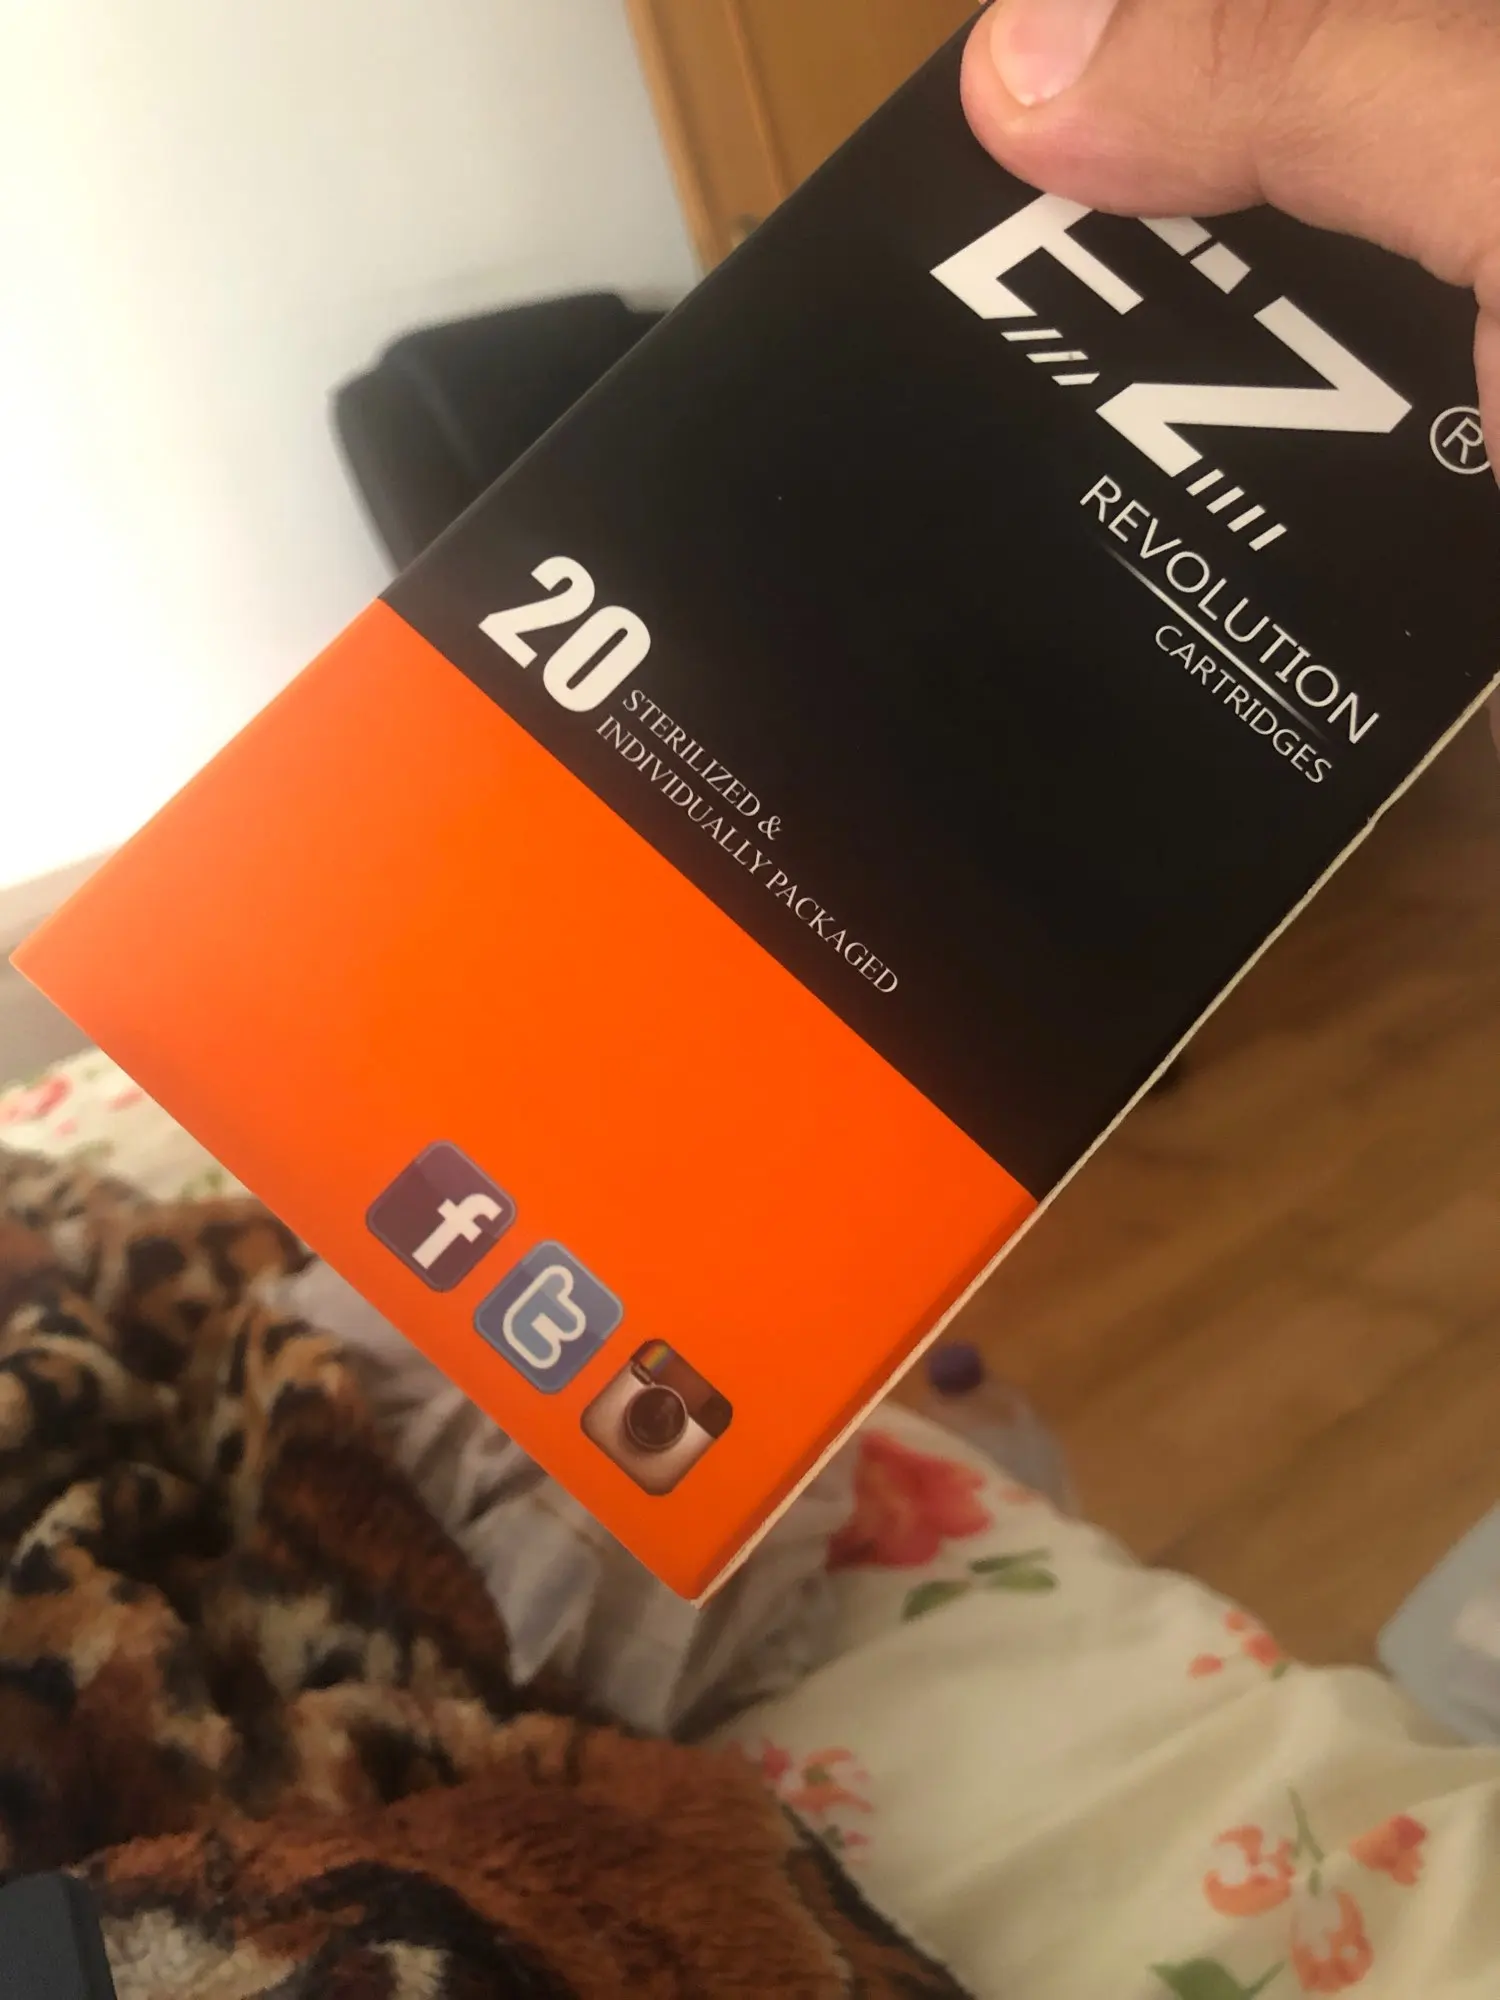 EZ®
REVOLUTION
CARTRIDGES
20 STERILIZED &
INDIVIDUALLY PACKAGED